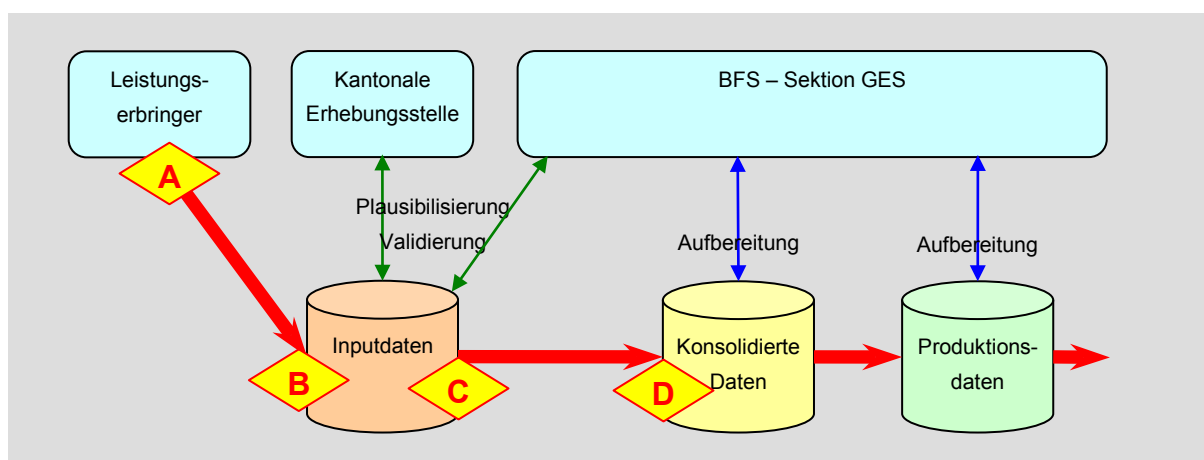 Leistungs-
erbringer
Kantonale
Erhebungsstelle
BFS – Sektion GES
A
Plausibilisierung
Validierung
Aufbereitung
Aufbereitung
Inputdaten
Konsolidierte
Daten
Produktions-
daten
B
C
D